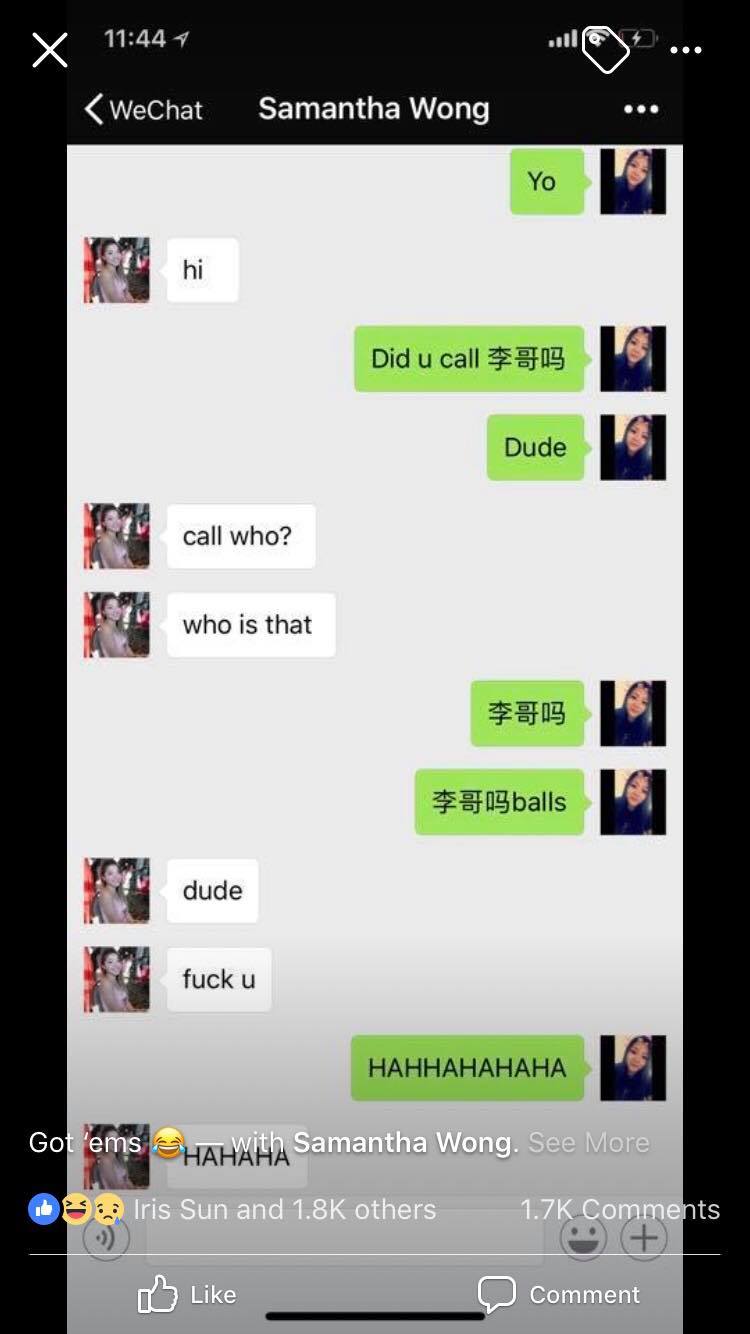 11:44
WeChat
Samantha Wong
Yo
hi
Did u call 李哥吗
Dude
call who?
who is that
李哥吗
李哥吗balls
dude
fuck u
HAHHAHAHAHA
HAHAHA
Got ‘ems 😂 — with Samantha Wong. See More
Iris Sun and 1.8K others 1.7K Comments
Like Comment